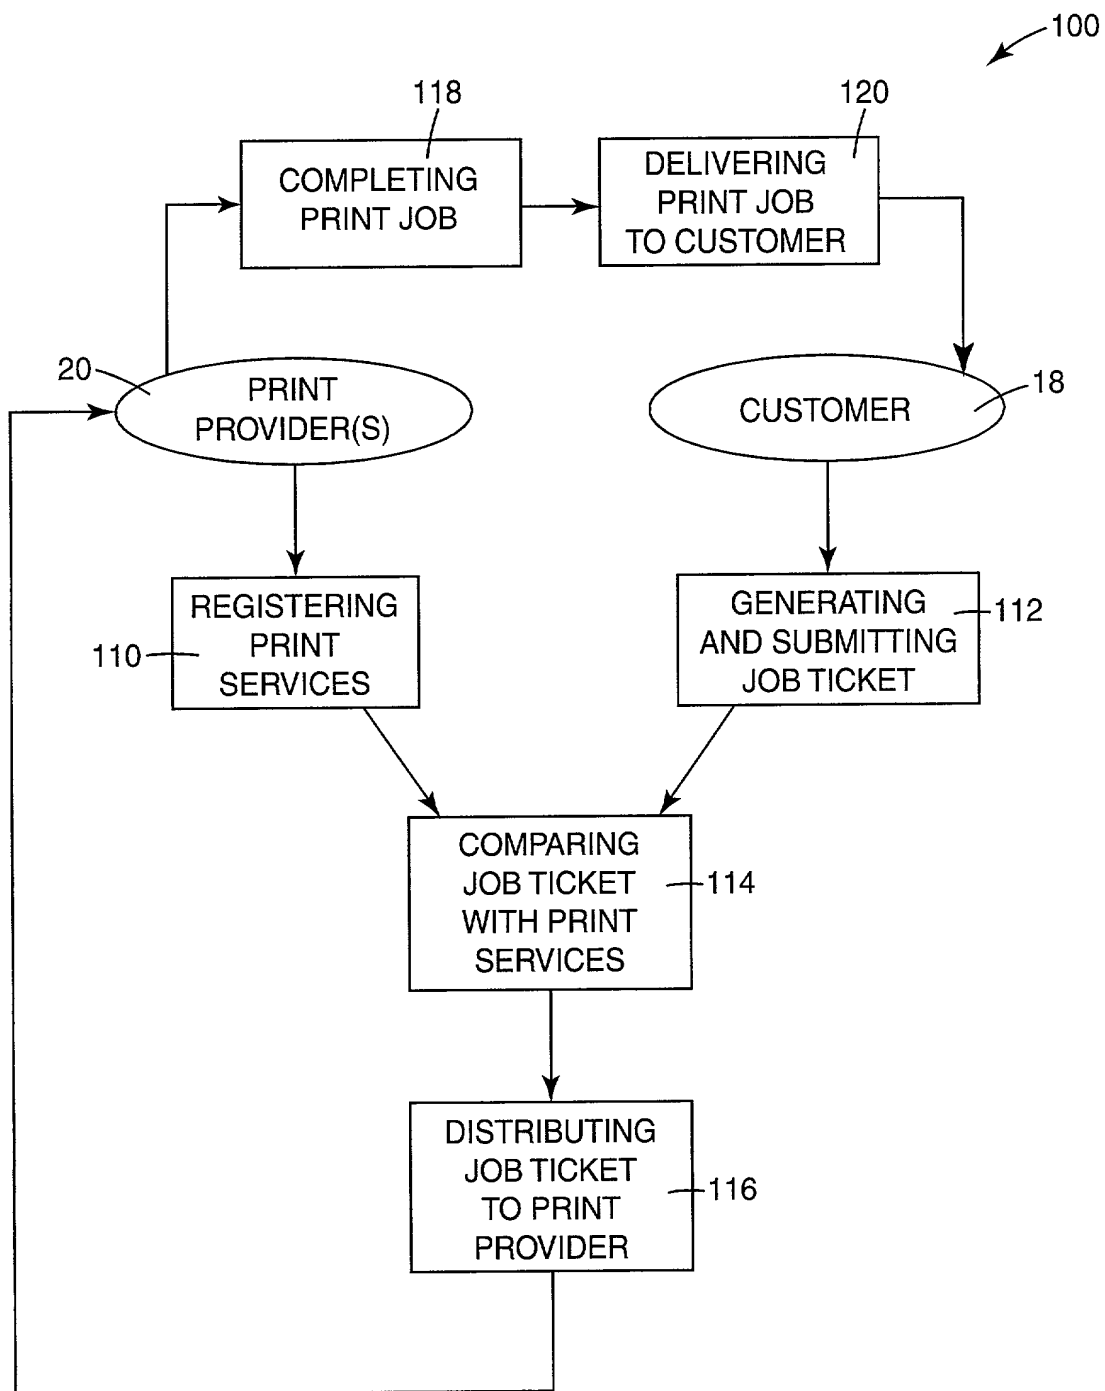 100
118
120
COMPLETING
PRINT JOB
DELIVERING
PRINT JOB
TO CUSTOMER
20
PRINT
PROVIDER(S)
CUSTOMER
18
REGISTERING
PRINT
SERVICES
110
GENERATING
AND SUBMITTING
JOB TICKET
112
COMPARING
JOB TICKET
WITH PRINT
SERVICES
114
DISTRIBUTING
JOB TICKET
TO PRINT
PROVIDER
116